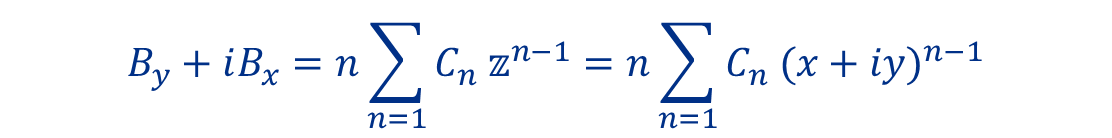 B_y + iB_x = n ∑_{n=1} C_n 𝕫^{n−1} = n ∑_{n=1} C_n (x + iy)^{n−1}